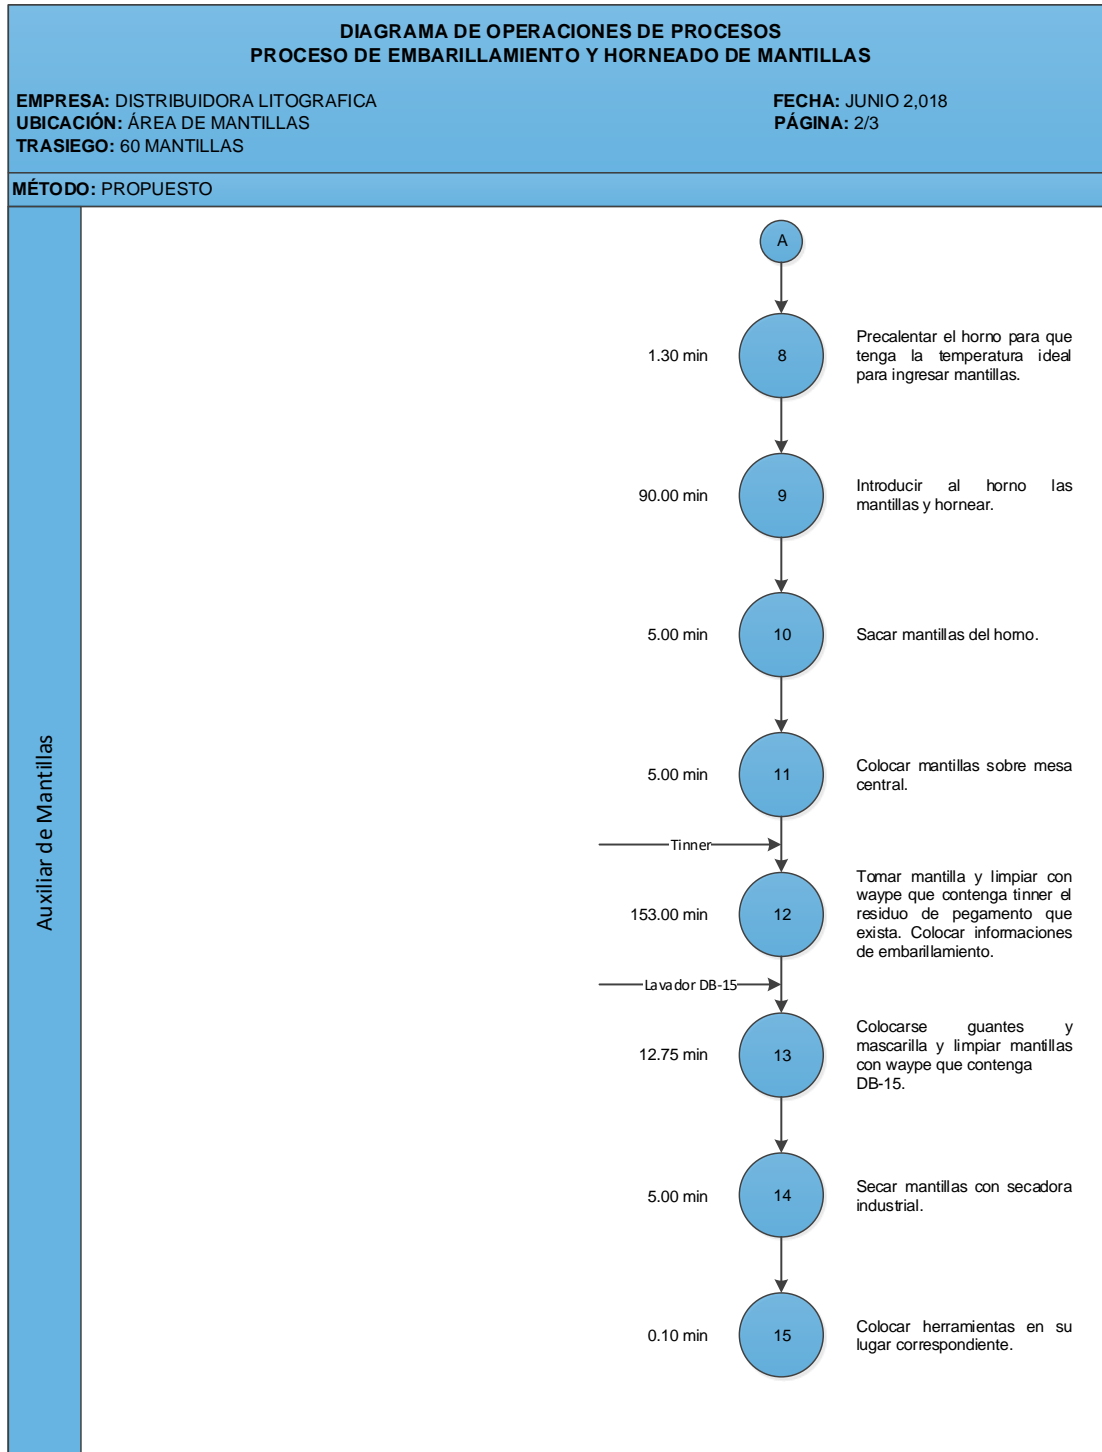 DIAGRAMA DE OPERACIONES DE PROCESOS
PROCESO DE EMBARILLAMIENTO Y HORNEADO DE MANTILLAS
EMPRESA: DISTRIBUIDORA LITOGRAFICA
FECHA: JUNIO 2,018
UBICACIÓN: ÁREA DE MANTILLAS
PÁGINA: 2/3
TRASIEGO: 60 MANTILLAS
MÉTODO: PROPUESTO
Auxiliar de Mantillas
A
1.30 min
8
Precalentar el horno para que
tenga la temperatura ideal
para ingresar mantillas.
90.00 min
9
Introducir al horno las
mantillas y hornear.
5.00 min
10
Sacar mantillas del horno.
5.00 min
11
Colocar mantillas sobre mesa
central.
Tinner
153.00 min
12
Tomar mantilla y limpiar con
waype que contenga tinner el
residuo de pegamento que
exista. Colocar informaciones
de embarillamiento.
Lavador DB-15
12.75 min
13
Colocarse guantes y
mascarilla y limpiar mantillas
con waype que contenga
DB-15.
5.00 min
14
Secar mantillas con secadora
industrial.
0.10 min
15
Colocar herramientas en su
lugar correspondiente.